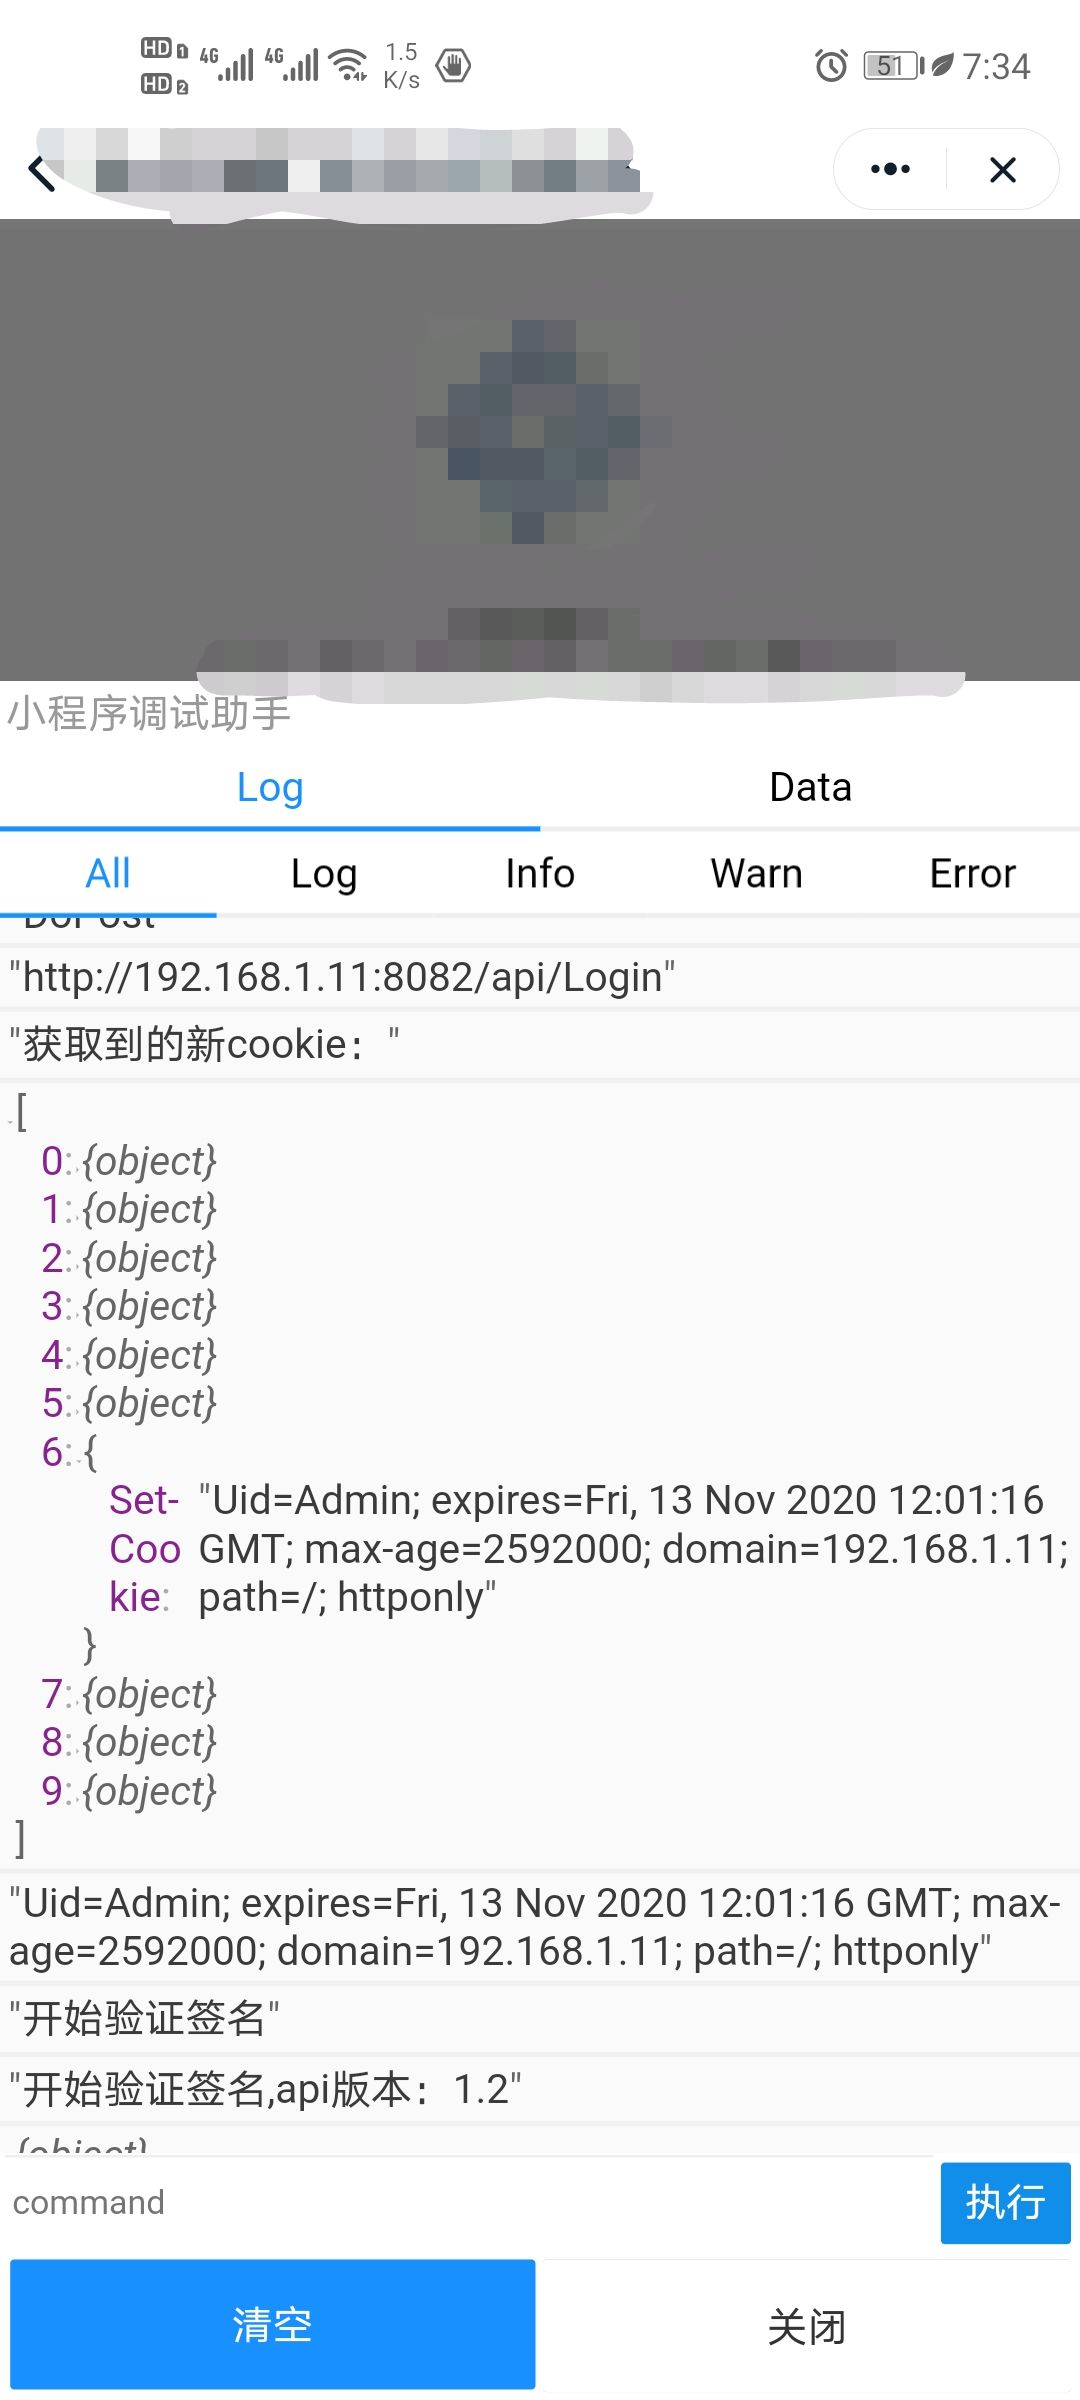 HD 1 4G 4G 1.5 51 7:34
HD 2 K/s
小程序调试助手
Log Data
All Log Info Warn Error
"http://192.168.1.11:8082/api/Login"
"获取到的新cookie： "
[
0: {object}
1: {object}
2: {object}
3: {object}
4: {object}
5: {object}
6: {
Set- "Uid=Admin; expires=Fri, 13 Nov 2020 12:01:16
Coo GMT; max-age=2592000; domain=192.168.1.11;
kie: path=/; httponly"
}
7: {object}
8: {object}
9: {object}
]
"Uid=Admin; expires=Fri, 13 Nov 2020 12:01:16 GMT; max-
age=2592000; domain=192.168.1.11; path=/; httponly"
"开始验证签名"
"开始验证签名,api版本： 1.2"
{object}
command 执行
清空 关闭